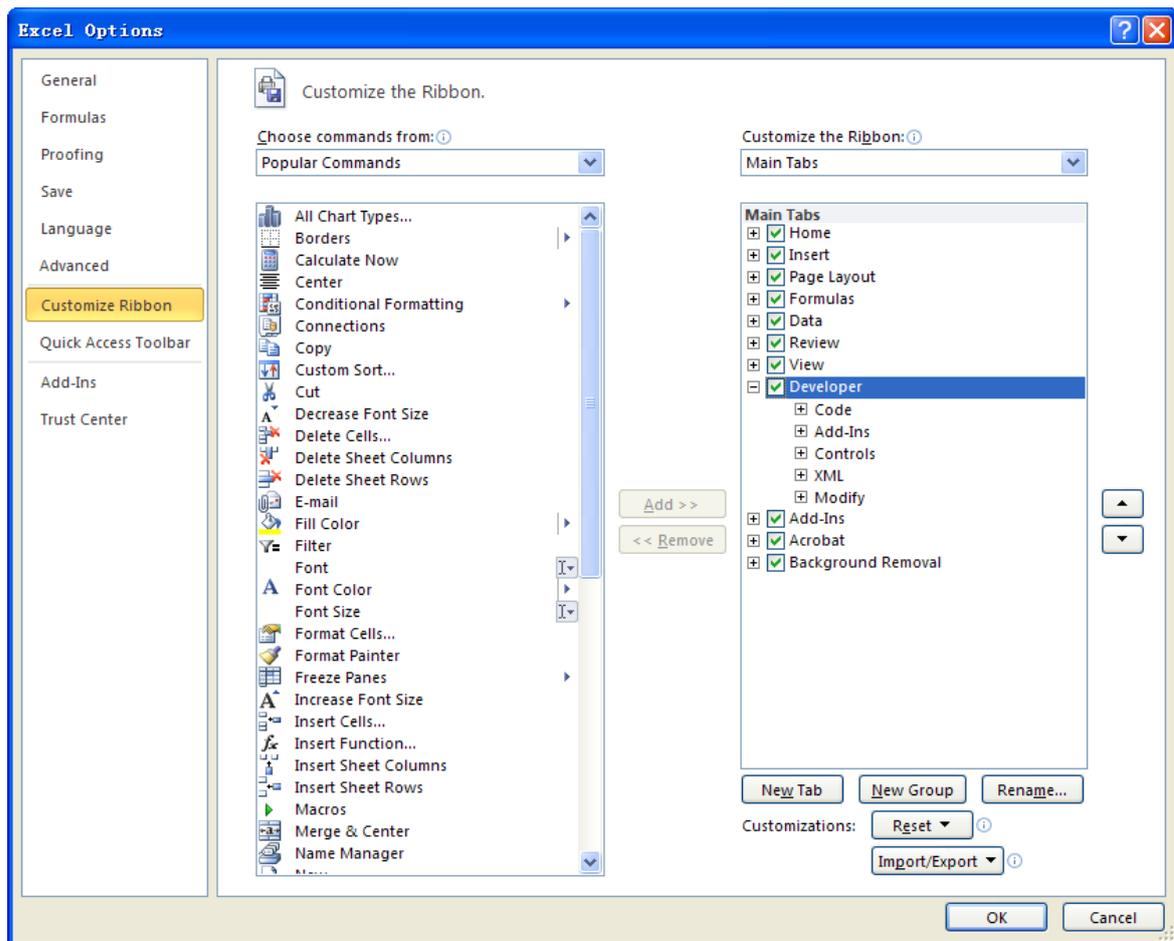 Excel Options
General
Formulas
Proofing
Save
Language
Advanced
Customize Ribbon
Quick Access Toolbar
Add-Ins
Trust Center
Customize the Ribbon.
Choose commands from:
Popular Commands
All Chart Types...
Borders
Calculate Now
Center
Conditional Formatting
Connections
Copy
Custom Sort...
Cut
Decrease Font Size
Delete Cells...
Delete Sheet Columns
Delete Sheet Rows
E-mail
Fill Color
Filter
Font
Font Color
Font Size
Format Cells...
Format Painter
Freeze Panes
Increase Font Size
Insert Cells...
Insert Function...
Insert Sheet Columns
Insert Sheet Rows
Macros
Merge & Center
Name Manager
Add >>
<< Remove
Customize the Ribbon:
Main Tabs
Main Tabs
Home
Insert
Page Layout
Formulas
Data
Review
View
Developer
Code
Add-Ins
Controls
XML
Modify
Add-Ins
Acrobat
Background Removal
New Tab New Group Rename...
Customizations: Reset
Import/Export
OK Cancel